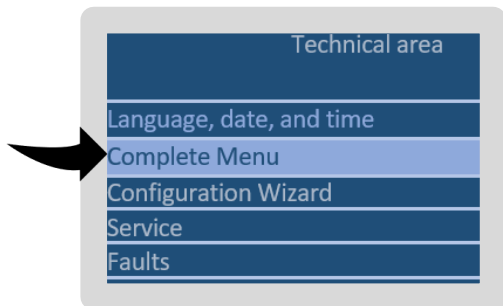 Technical area
Language, date, and time
Complete Menu
Configuration Wizard
Service
Faults